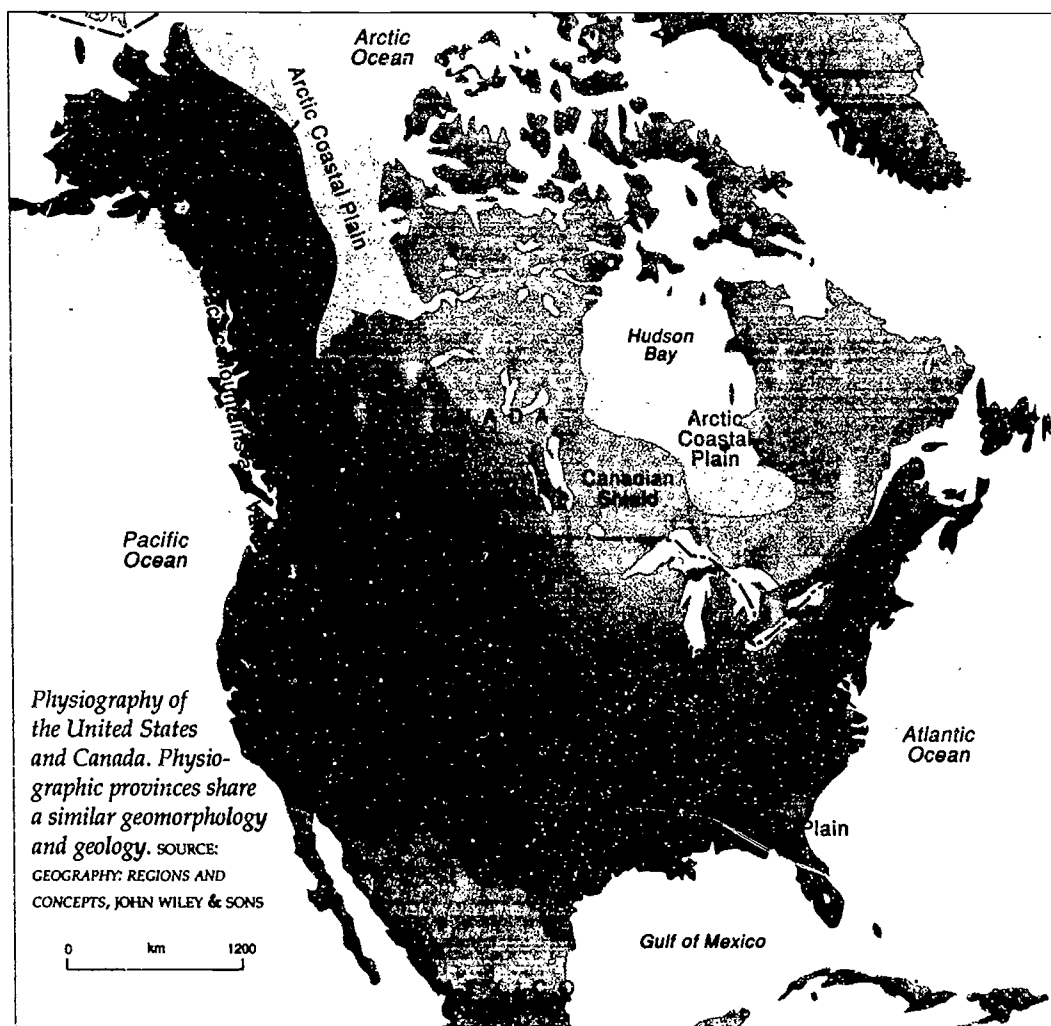 Arctic
Ocean
Arctic Coastal Plain
Hudson
Bay
Arctic
Coastal
Plain
Canadian
Shield
Pacific
Ocean
Physiography of
the United States
and Canada. Physio-
graphic provinces share
a similar geomorphology
and geology. SOURCE:
GEOGRAPHY: REGIONS AND
CONCEPTS, JOHN WILEY & SONS
0 km 1200
Atlantic
Ocean
Plain
Gulf of Mexico